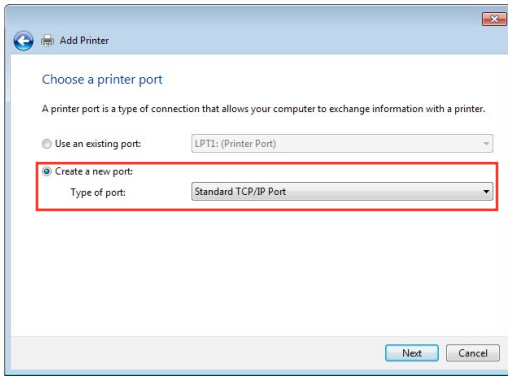 Add Printer
Choose a printer port
A printer port is a type of connection that allows your computer to exchange information with a printer.
Use an existing port: LPT1: (Printer Port)
Create a new port:
Type of port: Standard TCP/IP Port
Next Cancel